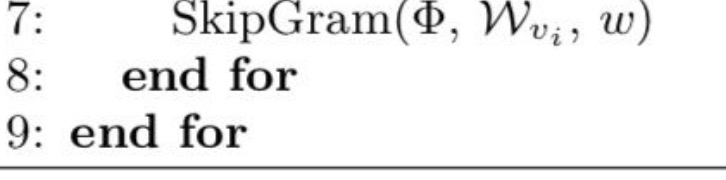 7: SkipGram(Φ, 𝒲_{v_i}, w)
8: end for
9: end for